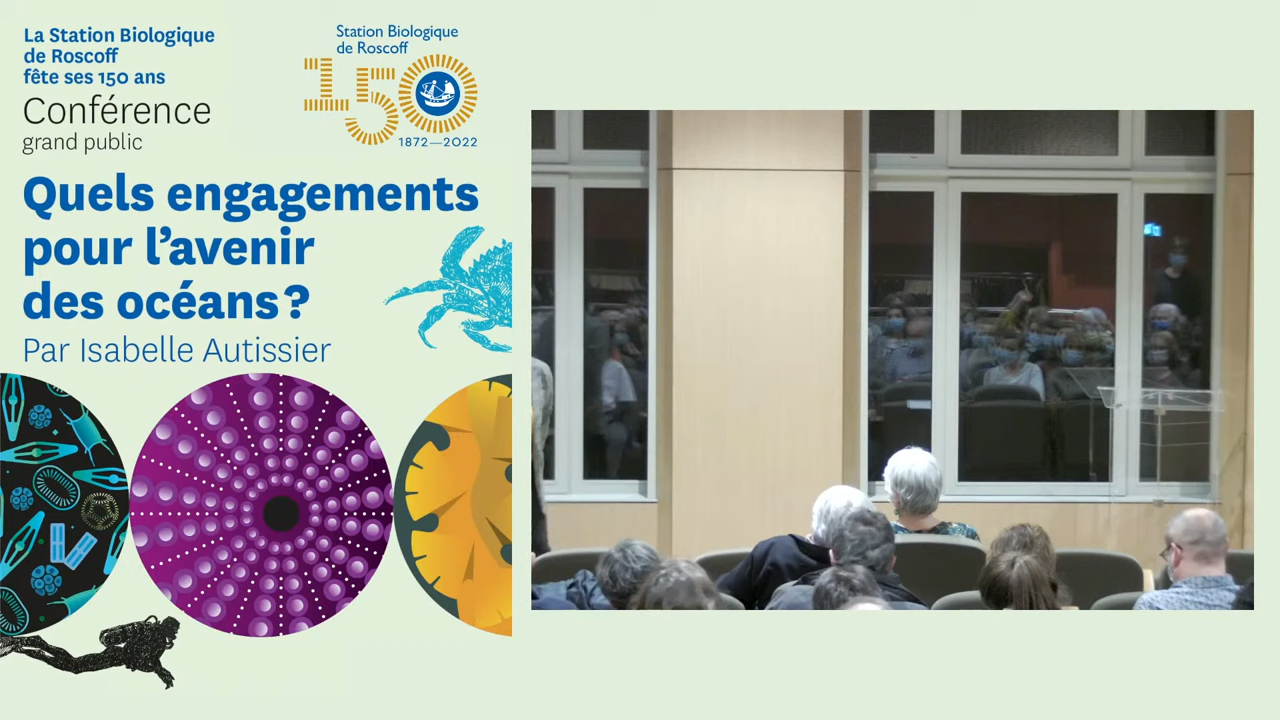 La Station Biologique
de Roscoff
fête ses 150 ans
Conférence
grand public
Station Biologique
de Roscoff
150
1872—2022
Quels engagements
pour l’avenir
des océans ?
Par Isabelle Autissier